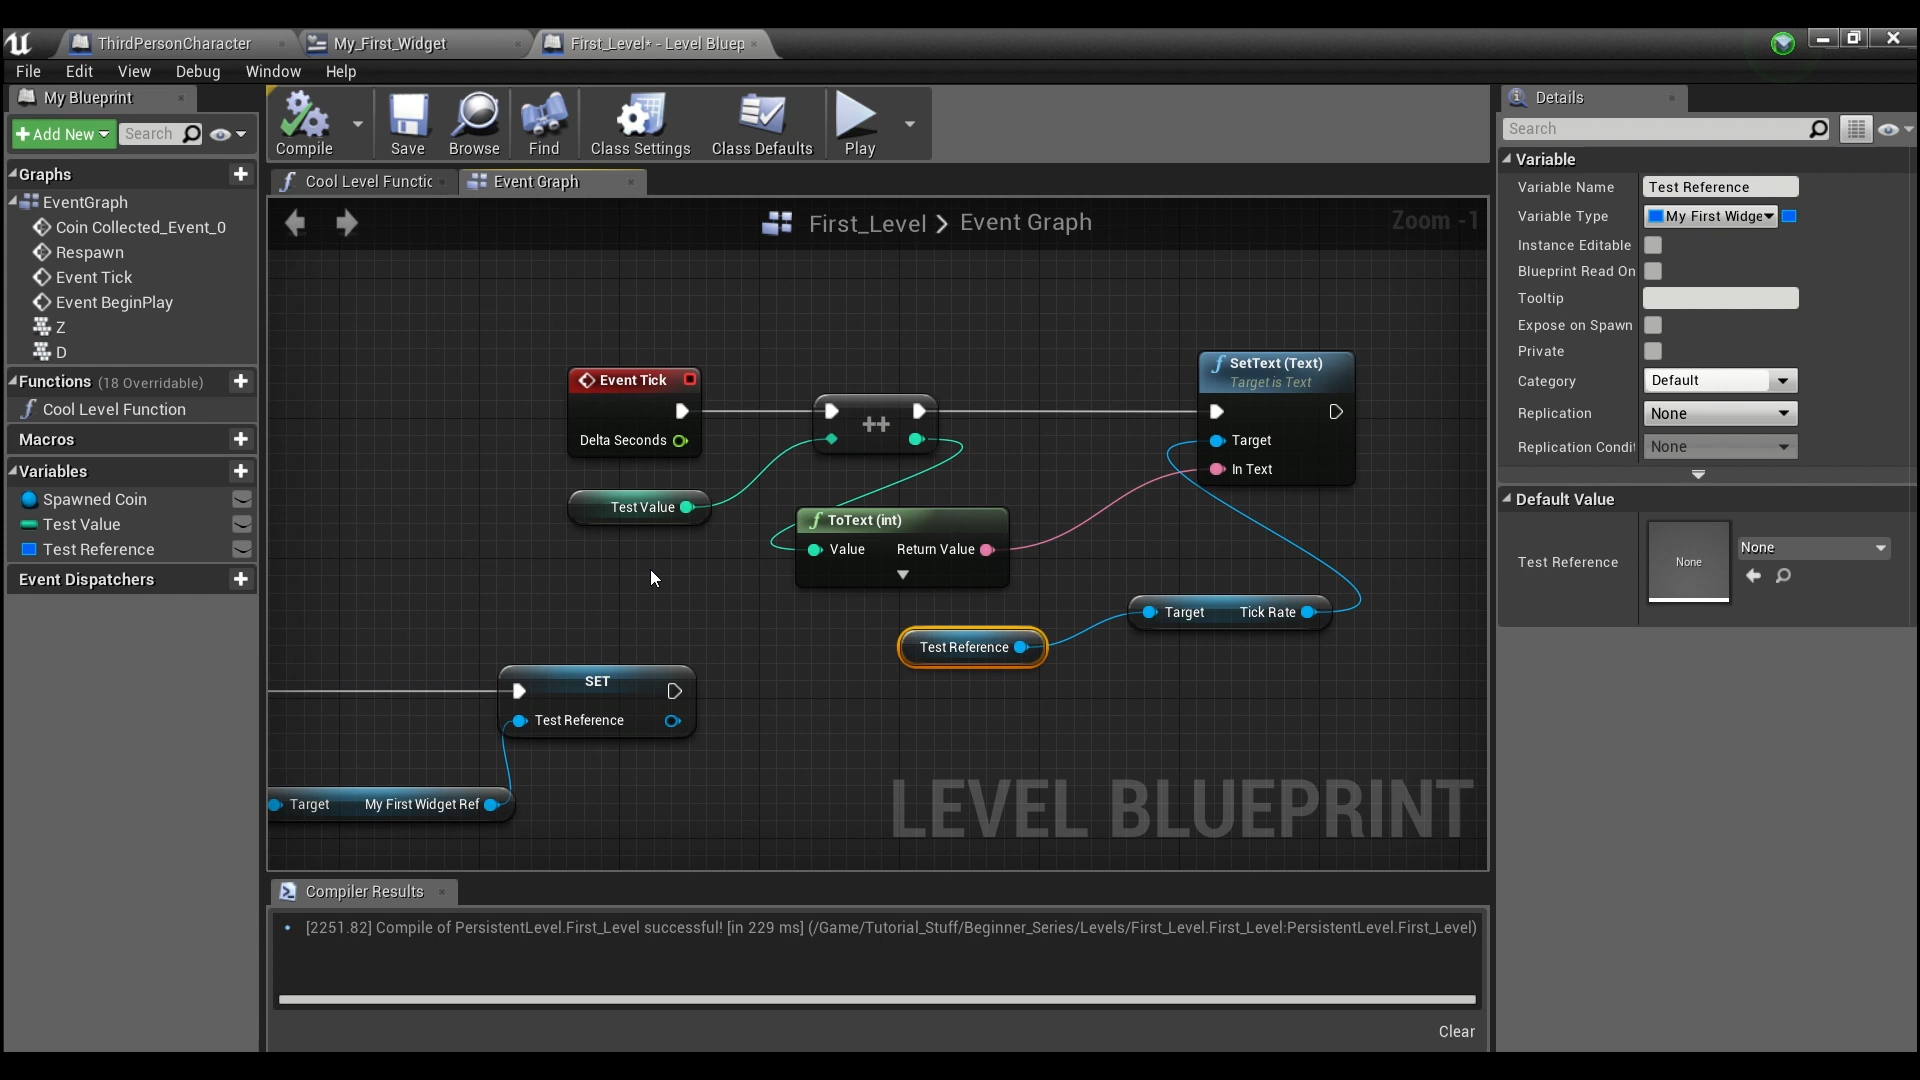 ThirdPersonCharacter
My_First_Widget
First_Level* - Level Bluep
File Edit View Debug Window Help
My Blueprint
Add New
Search
Graphs
EventGraph
Coin Collected_Event_0
Respawn
Event Tick
Event BeginPlay
Z
D
Functions (18 Overridable)
Cool Level Function
Macros
Variables
Spawned Coin
Test Value
Test Reference
Event Dispatchers
Compile
Save
Browse
Find
Class Settings
Class Defaults
Play
Cool Level Functic
Event Graph
First_Level > Event Graph
Zoom -1
Event Tick
Delta Seconds
Test Value
++
ToText (int)
Value Return Value
SetText (Text)
Target is Text
Target
In Text
Target Tick Rate
Test Reference
SET
Test Reference
Target My First Widget Ref
LEVEL BLUEPRINT
Compiler Results
[2251.82] Compile of PersistentLevel.First_Level successful! [in 229 ms] (/Game/Tutorial_Stuff/Beginner_Series/Levels/First_Level.First_Level:PersistentLevel.First_Level)
Clear
Details
Search
Variable
Variable Name Test Reference
Variable Type My First Widge
Instance Editable
Blueprint Read On
Tooltip
Expose on Spawn
Private
Category Default
Replication None
Replication Condit None
Default Value
Test Reference
None
None